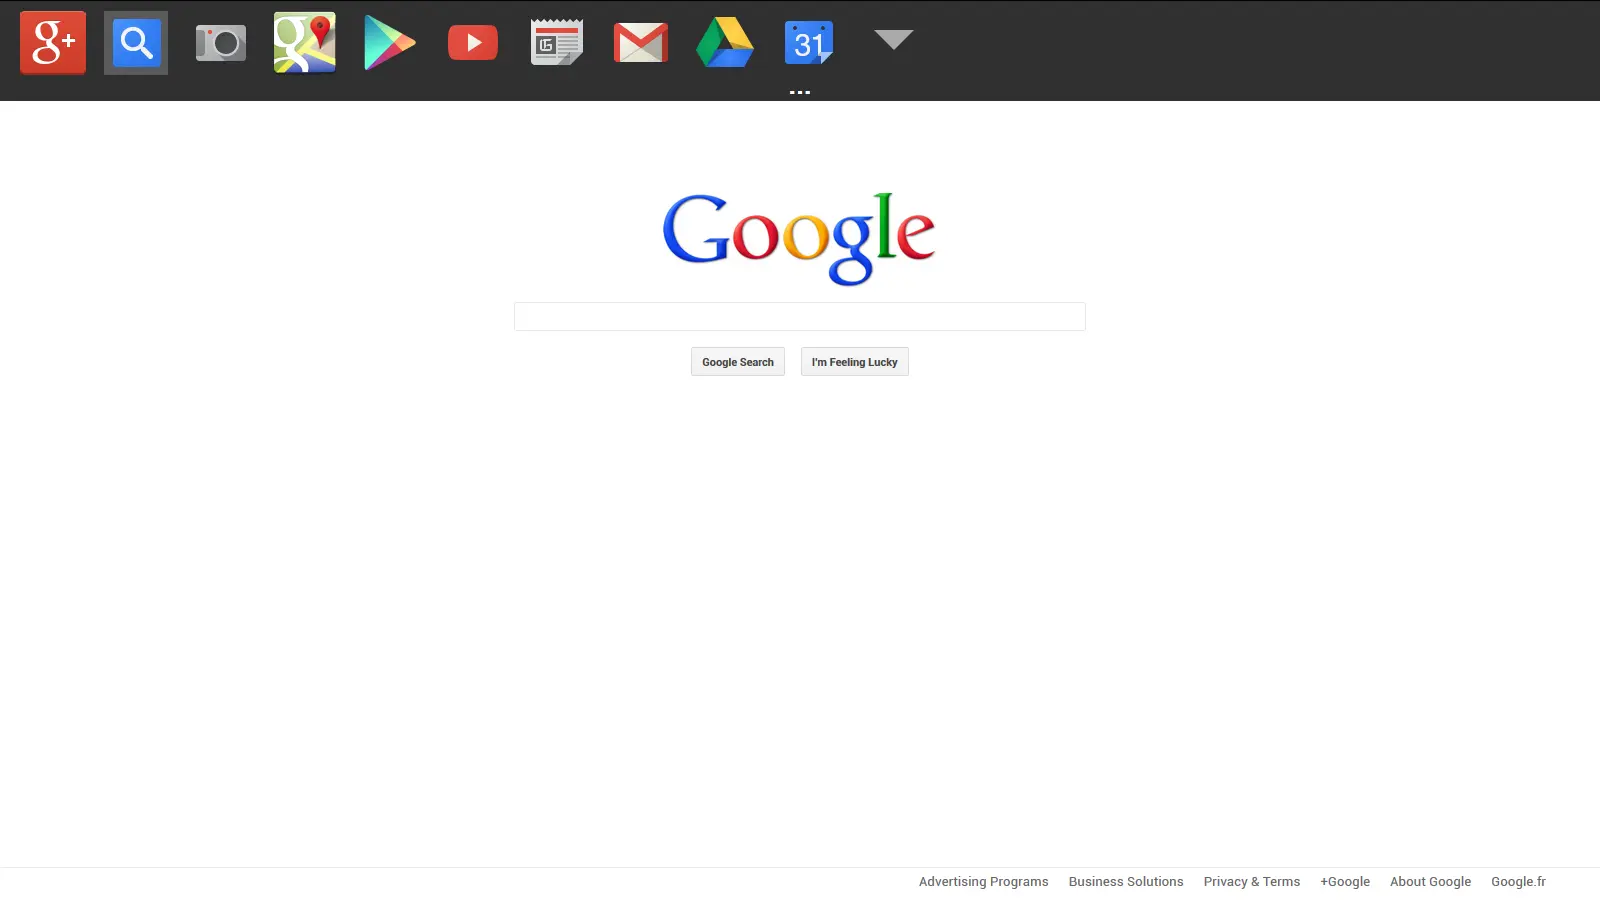 g+
g
G
31
...
Google
Google Search
I'm Feeling Lucky
Advertising Programs Business Solutions Privacy & Terms +Google About Google Google.fr